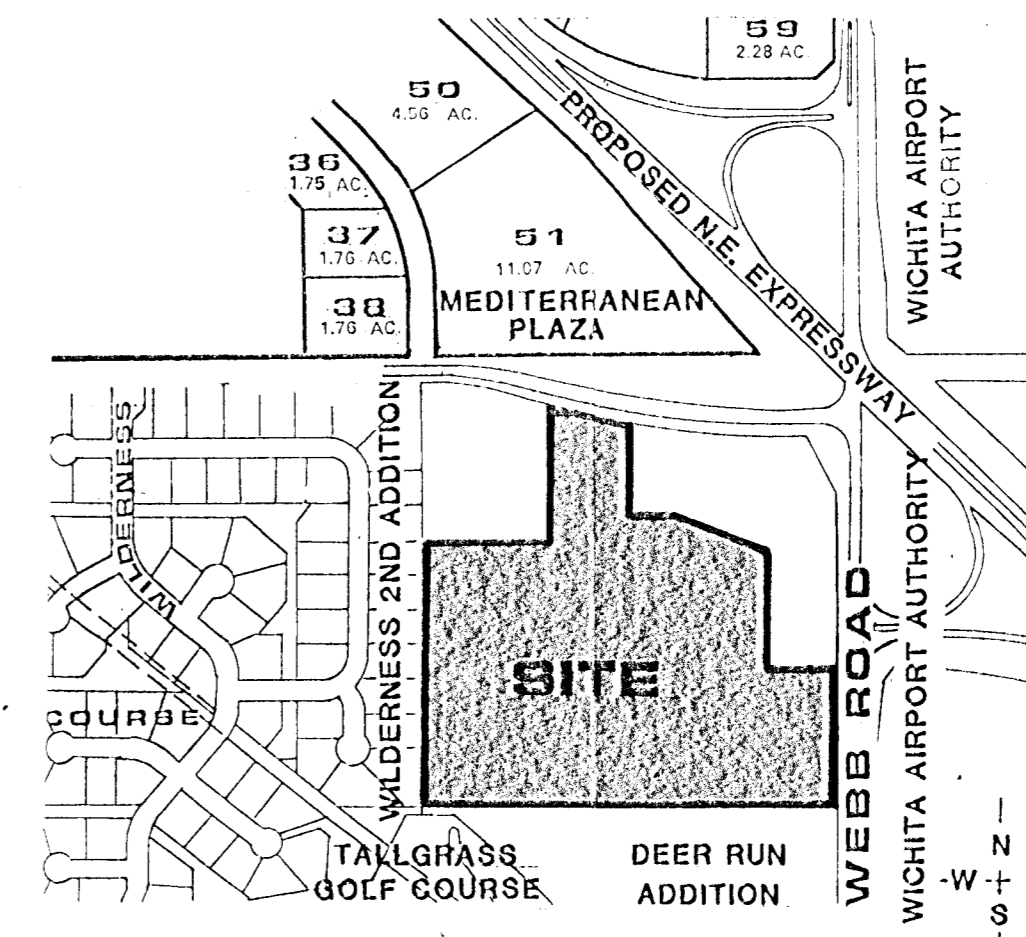 59
2.28 AC.
50
4.56 AC.
36
1.75 AC.
37
1.76 AC.
38
1.76 AC.
51
11.07 AC.
MEDITERRANEAN
PLAZA
PROPOSED N.E. EXPRESSWAY
WICHITA AIRPORT
AUTHORITY
WILDERNESS
WILD
WILDERNESS 2ND ADDITION
SITE
COURSE
WEBB ROAD
WICHITA AIRPORT AUTHORITY
TALLGRASS
GOLF COURSE
DEER RUN
ADDITION
N
-W
S